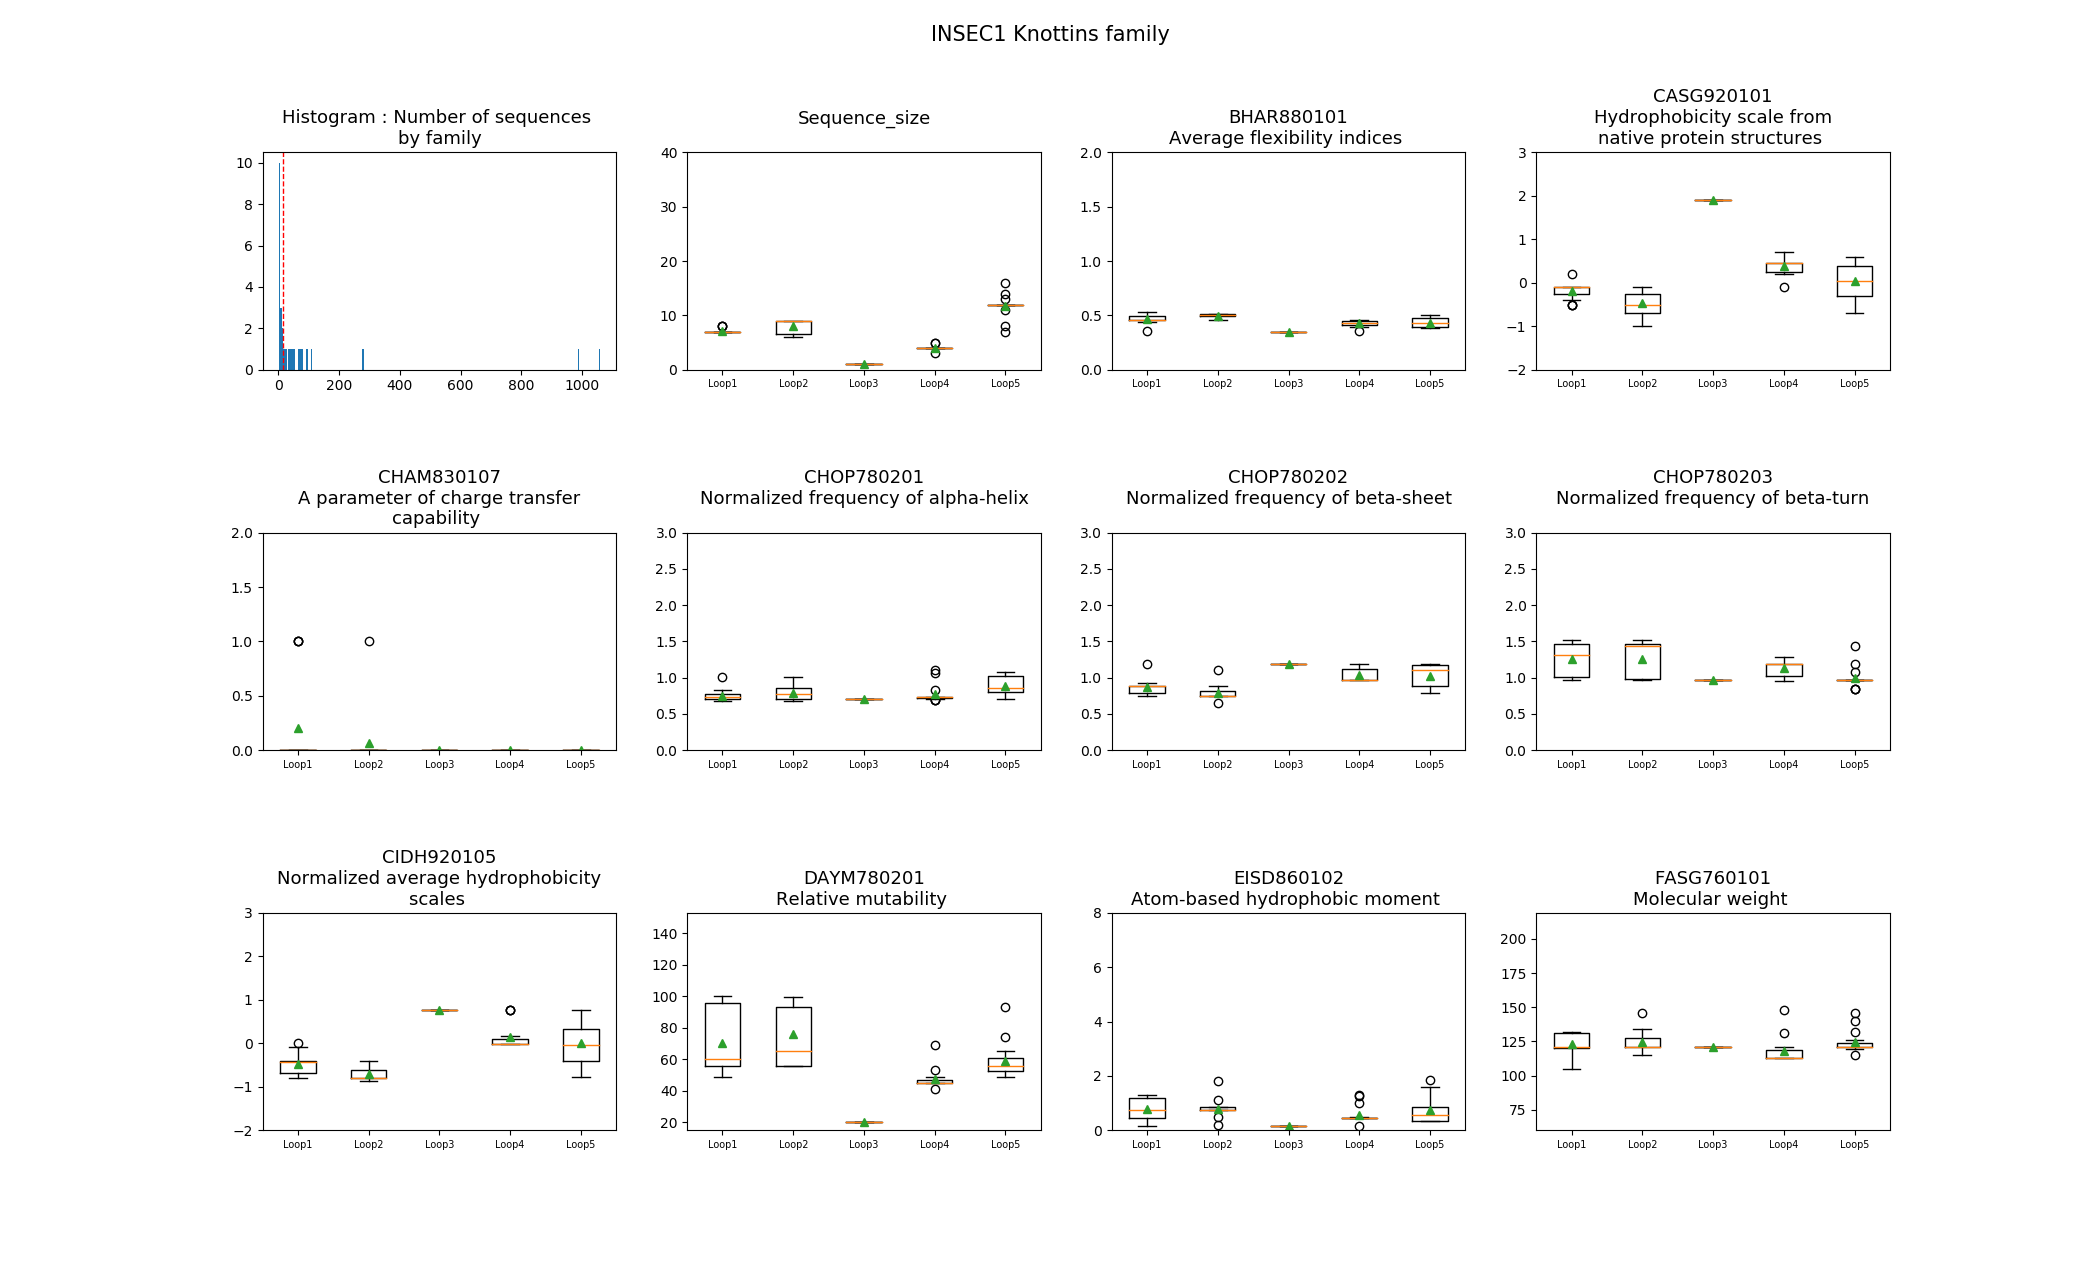 INSEC1 Knottins family
Histogram : Number of sequences
by family
10
8
6
4
2
0
0 200 400 600 800 1000
Sequence_size
40
30
20
10
0
Loop1 Loop2 Loop3 Loop4 Loop5
BHAR880101
Average flexibility indices
2.0
1.5
1.0
0.5
0.0
Loop1 Loop2 Loop3 Loop4 Loop5
CASG920101
Hydrophobicity scale from
native protein structures
3
2
1
0
−1
−2
Loop1 Loop2 Loop3 Loop4 Loop5
CHAM830107
A parameter of charge transfer
capability
2.0
1.5
1.0
0.5
0.0
Loop1 Loop2 Loop3 Loop4 Loop5
CHOP780201
Normalized frequency of alpha-helix
3.0
2.5
2.0
1.5
1.0
0.5
0.0
Loop1 Loop2 Loop3 Loop4 Loop5
CHOP780202
Normalized frequency of beta-sheet
3.0
2.5
2.0
1.5
1.0
0.5
0.0
Loop1 Loop2 Loop3 Loop4 Loop5
CHOP780203
Normalized frequency of beta-turn
3.0
2.5
2.0
1.5
1.0
0.5
0.0
Loop1 Loop2 Loop3 Loop4 Loop5
CIDH920105
Normalized average hydrophobicity
scales
3
2
1
0
−1
−2
Loop1 Loop2 Loop3 Loop4 Loop5
DAYM780201
Relative mutability
140
120
100
80
60
40
20
Loop1 Loop2 Loop3 Loop4 Loop5
EISD860102
Atom-based hydrophobic moment
8
6
4
2
0
Loop1 Loop2 Loop3 Loop4 Loop5
FASG760101
Molecular weight
200
175
150
125
100
75
Loop1 Loop2 Loop3 Loop4 Loop5